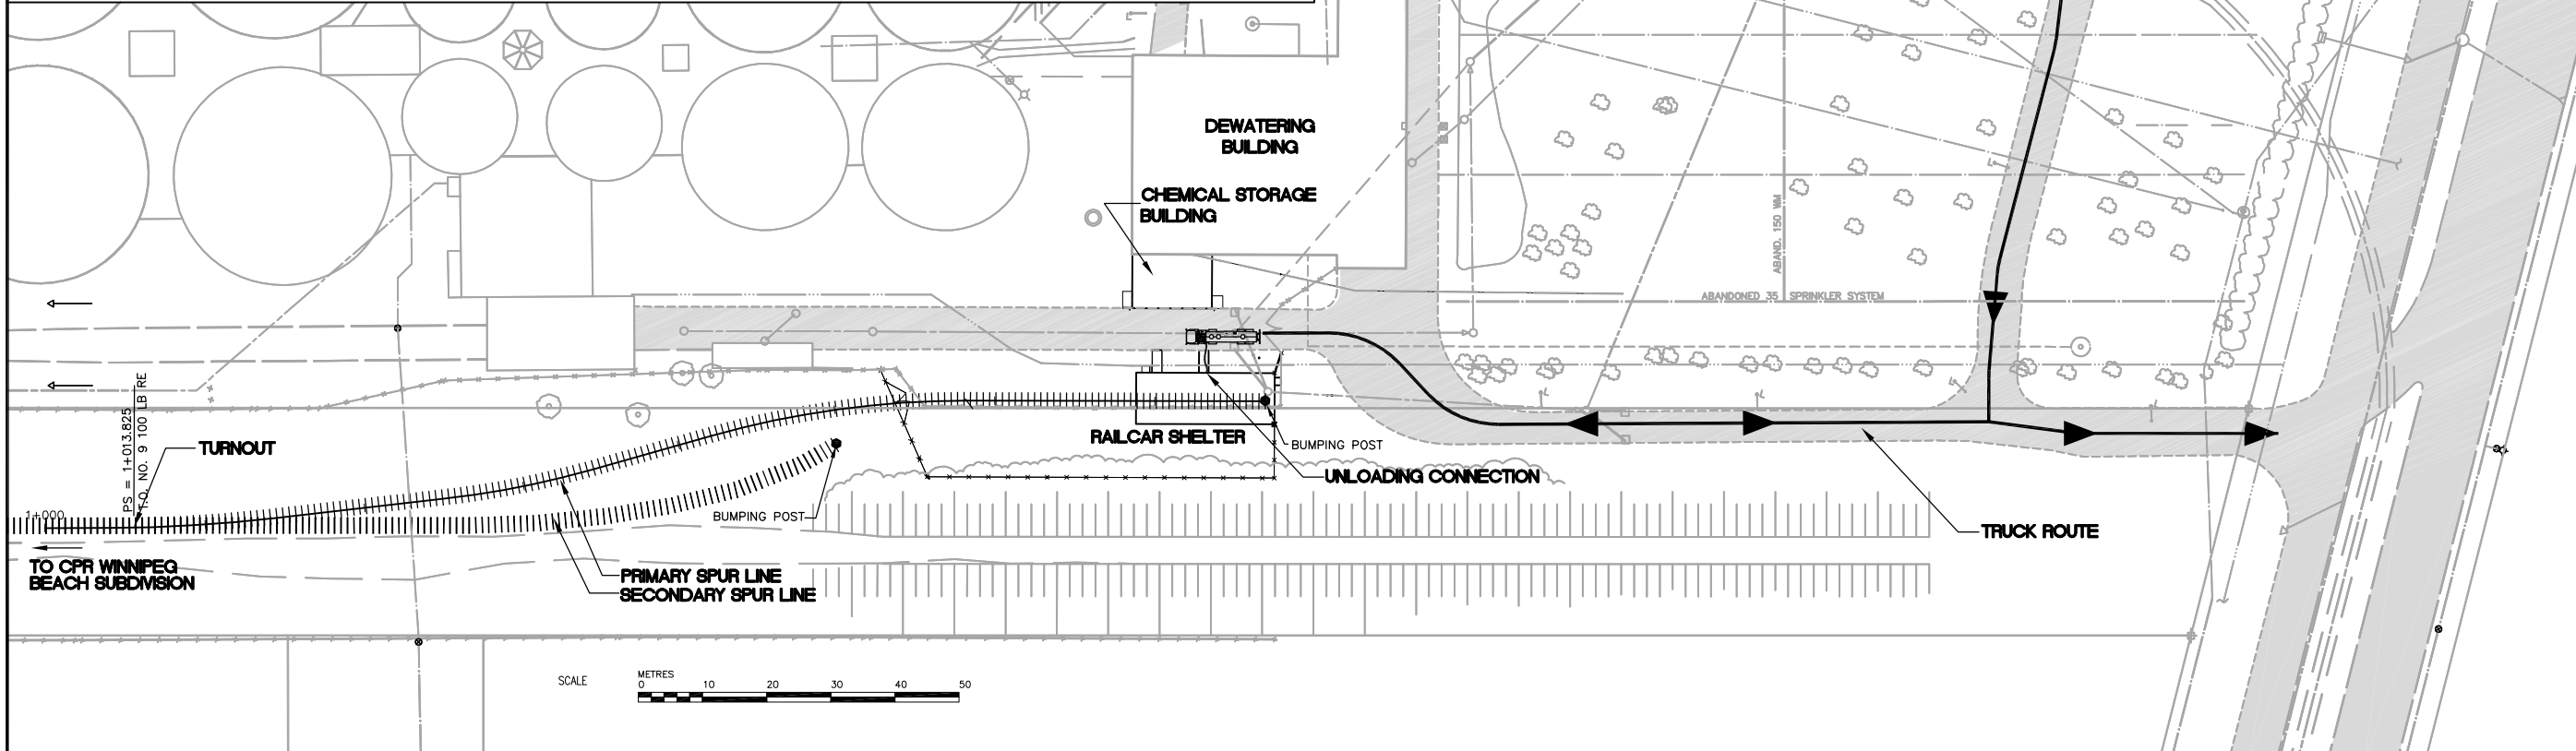 DEWATERING
BUILDING
CHEMICAL STORAGE
BUILDING
ABAND. 1150 WM
ABANDONED 35 SPRINKLER SYSTEM
PS = 1+013.825
T.O. NO. 9 100 LB RE
TURNOUT
RAILCAR SHELTER
BUMPING POST
UNLOADING CONNECTION
1+000
BUMPING POST
TRUCK ROUTE
TO CPR WINNIPEG
BEACH SUBDIVISION
PRIMARY SPUR LINE
SECONDARY SPUR LINE
SCALE
METRES
0 10 20 30 40 50